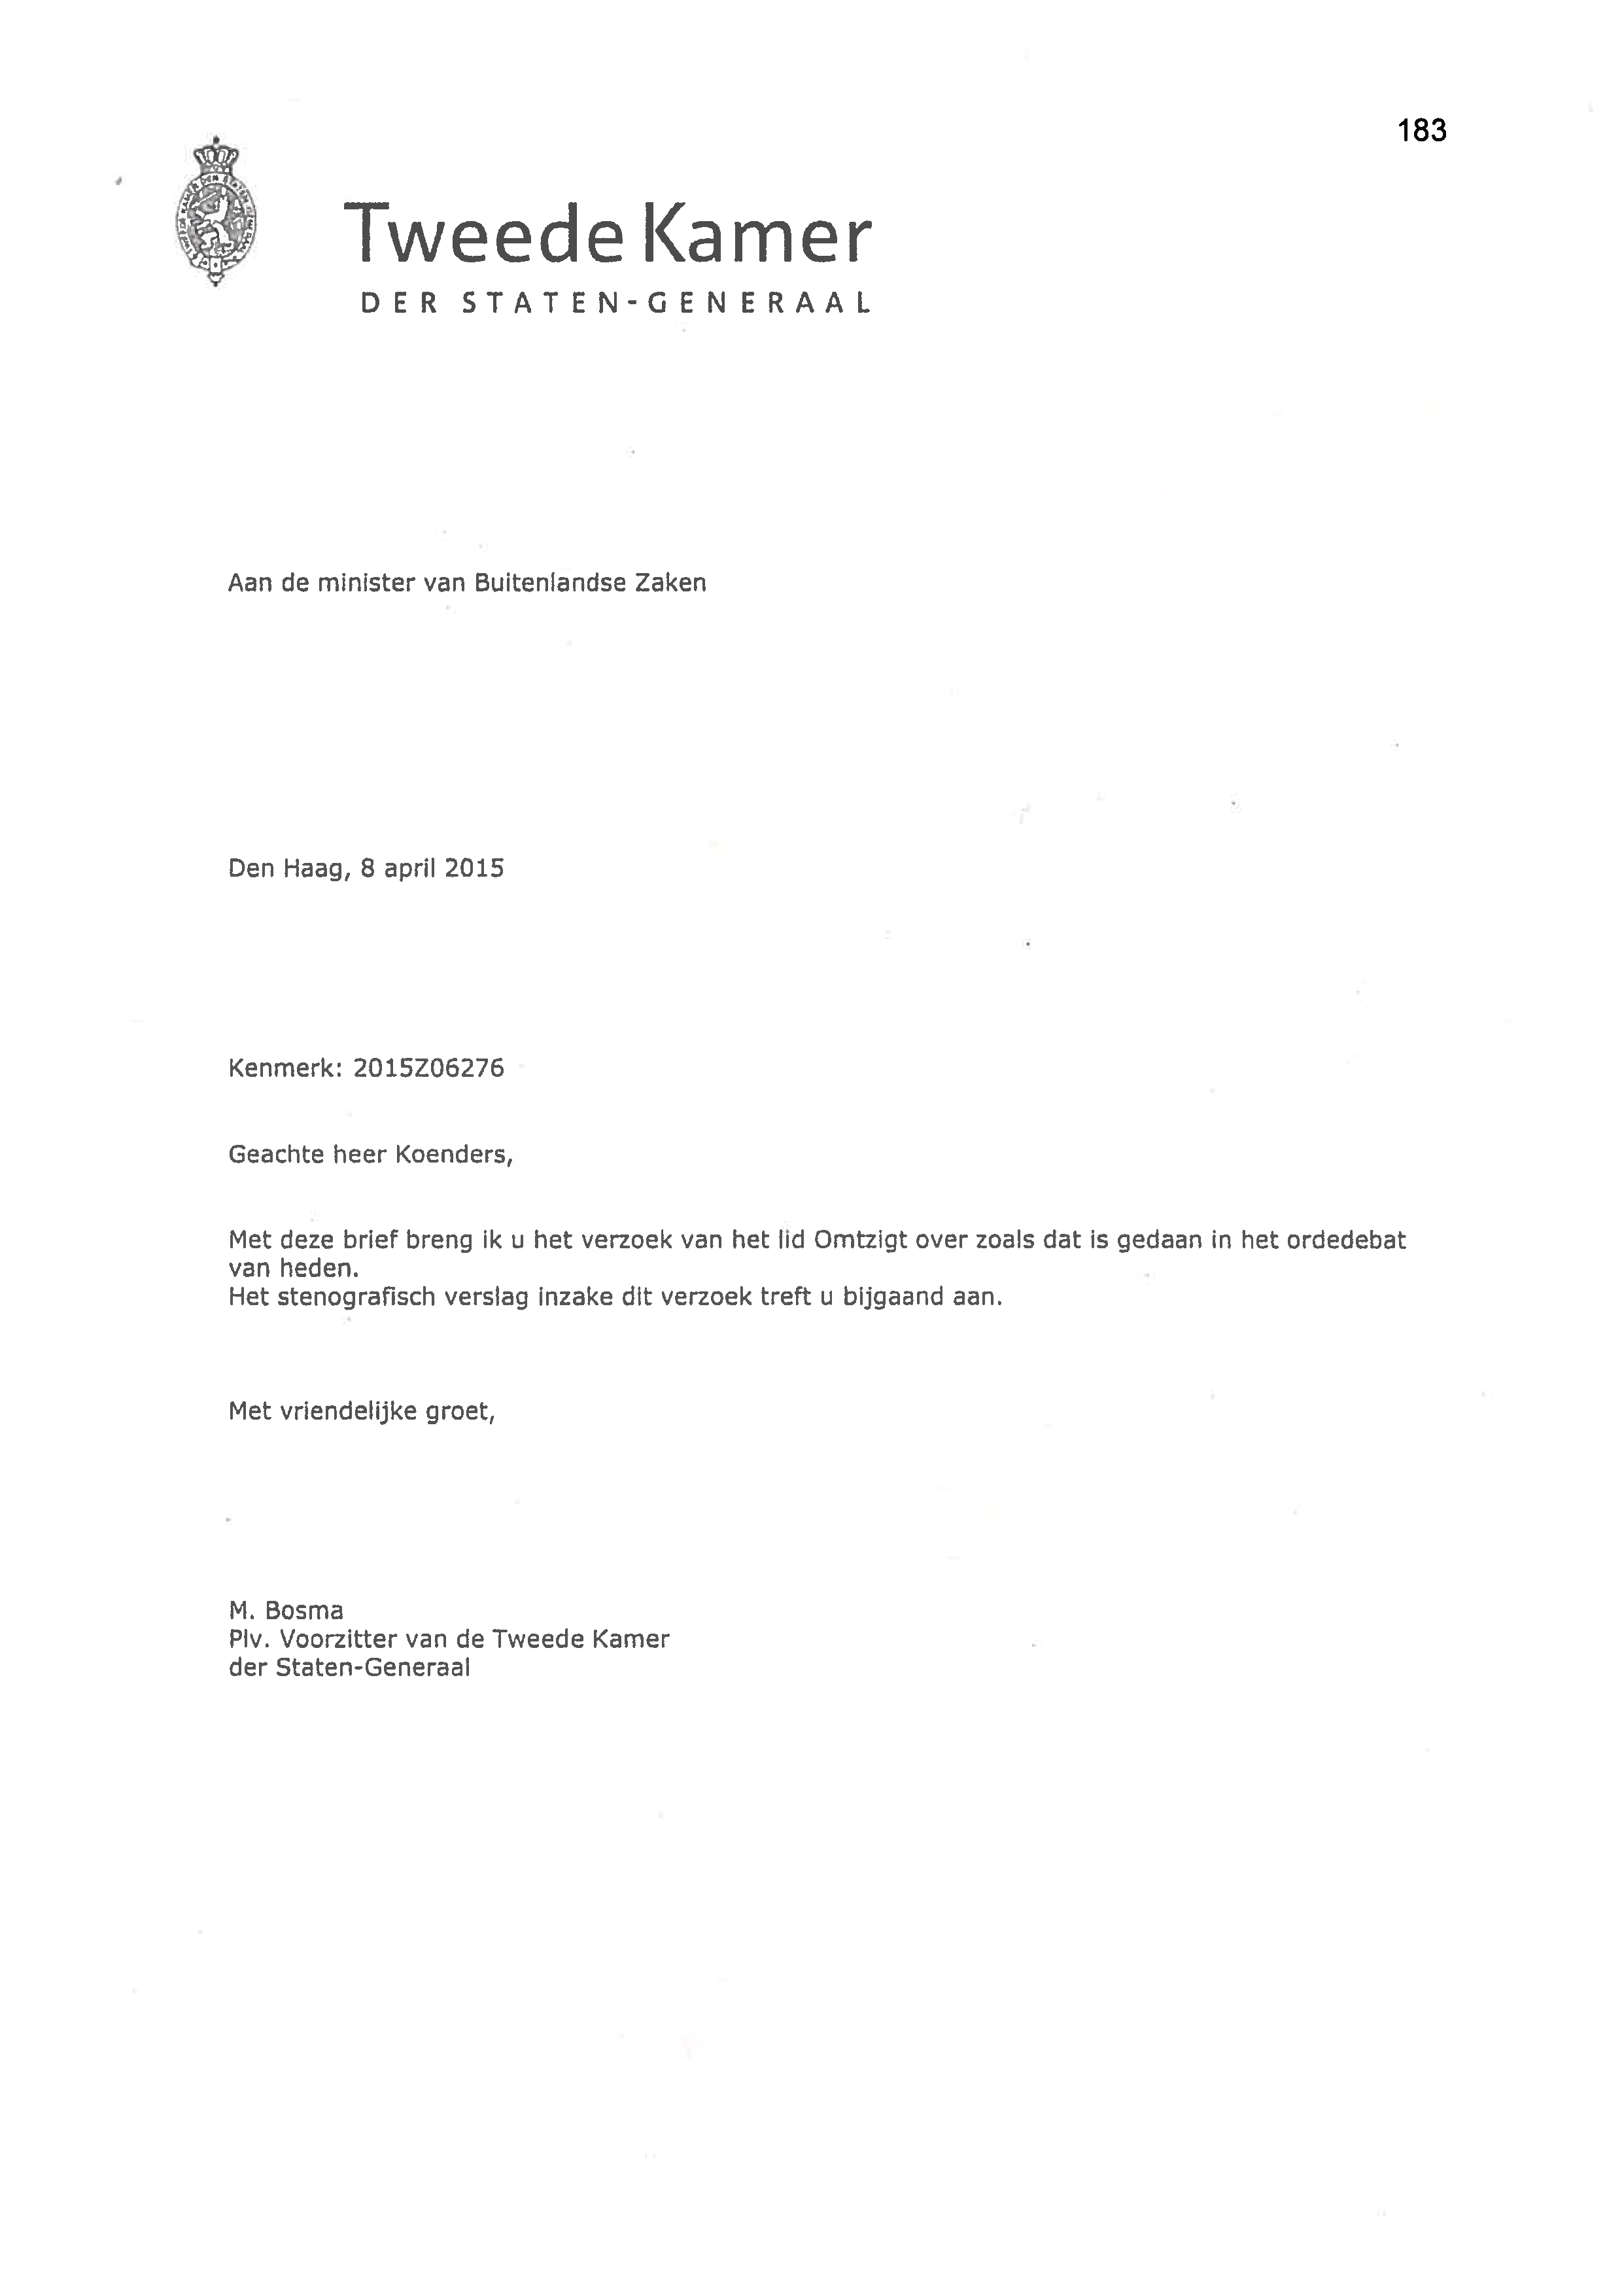 183
Tweede Kamer
DER STATEN-GENERAAL
Aan de minister van Buitenlandse Zaken
Den Haag, 8 april 2015
Kenmerk: 2015Z06276
Geachte heer Koenders,
Met deze brief breng ik u het verzoek van het lid Omtzigt over zoals dat is gedaan in het ordedebat
van heden.
Het stenografisch verslag inzake dit verzoek treft u bijgaand aan.
Met vriendelijke groet,
M. Bosma
Plv. Voorzitter van de Tweede Kamer
der Staten-Generaal